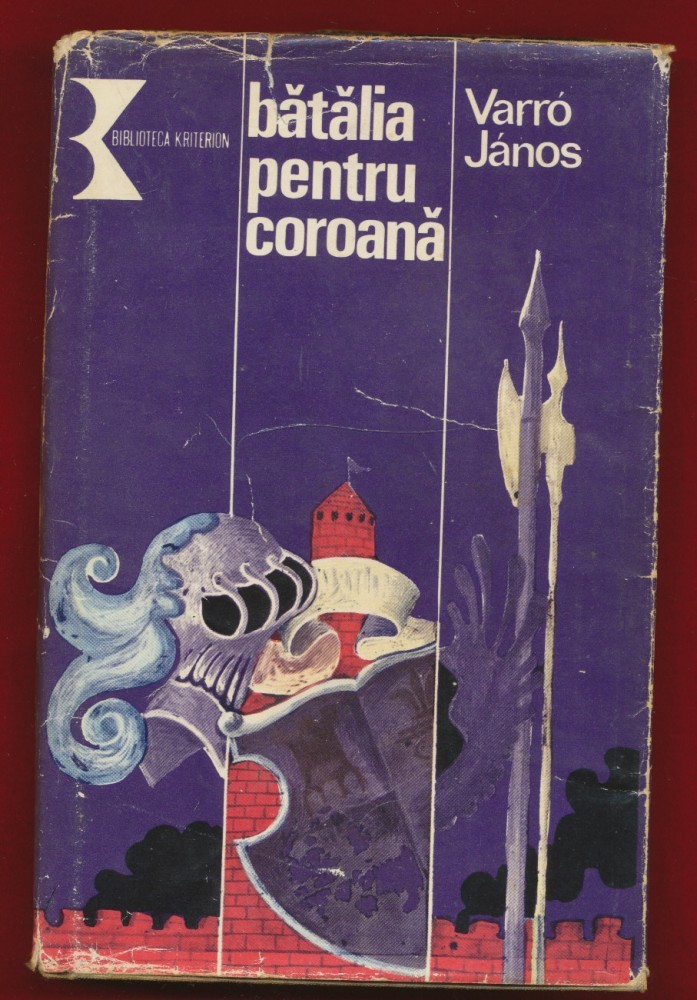 BIBLIOTECA KRITERION
bătălia
pentru
coroană
Varró
János